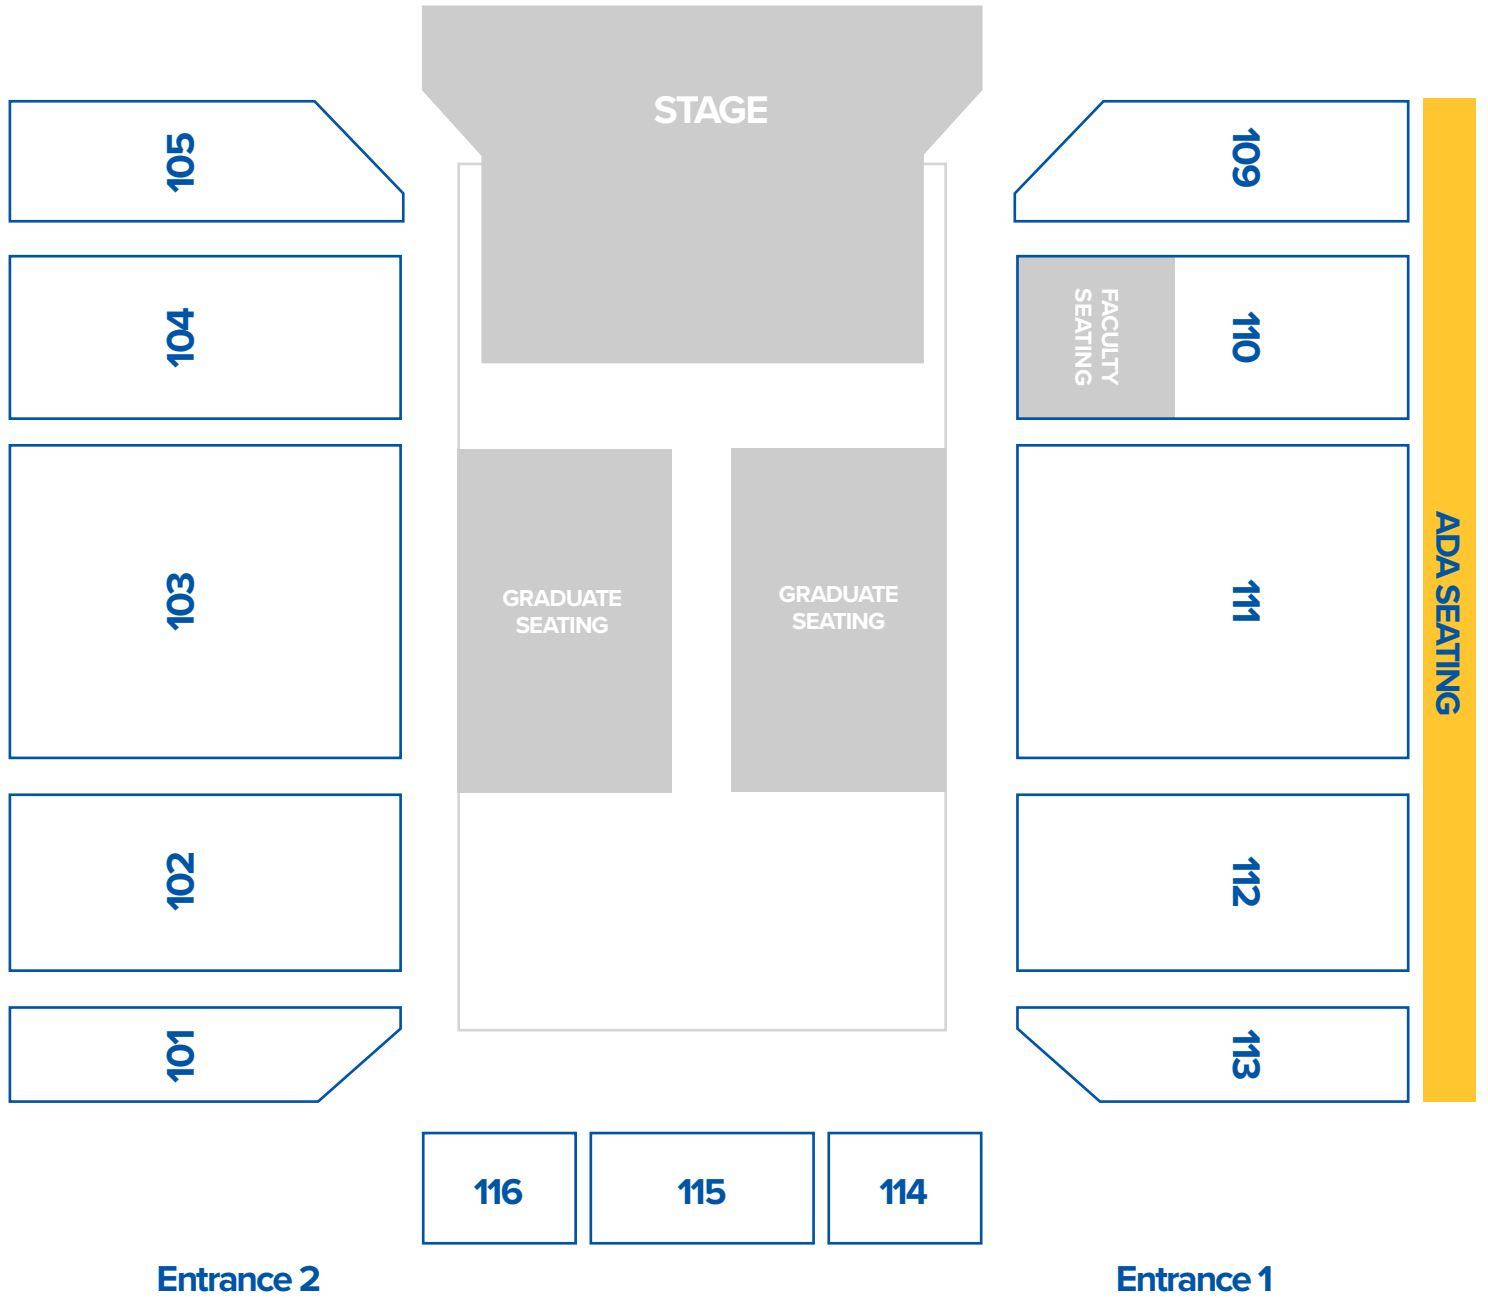 STAGE
105
109
104
FACULTY
SEATING
110
103
GRADUATE
SEATING
GRADUATE
SEATING
111
ADA SEATING
102
112
101
113
116
115
114
Entrance 2
Entrance 1